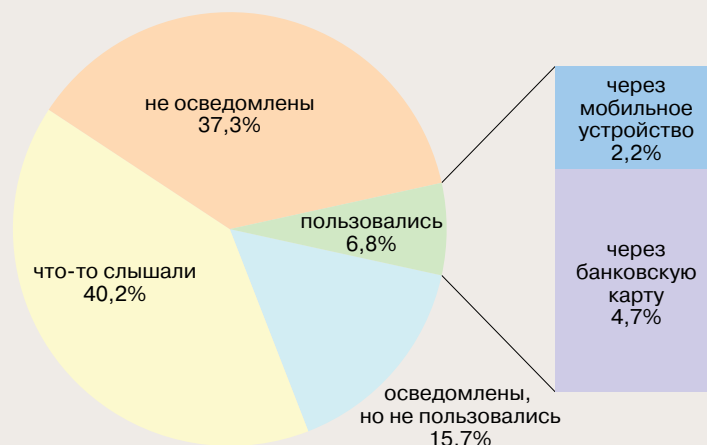 не осведомлены
37,3%
пользовались
6,8%
что-то слышали
40,2%
осведомлены,
но не пользовались
15,7%
через
мобильное
устройство
2,2%
через
банковскую
карту
4,7%